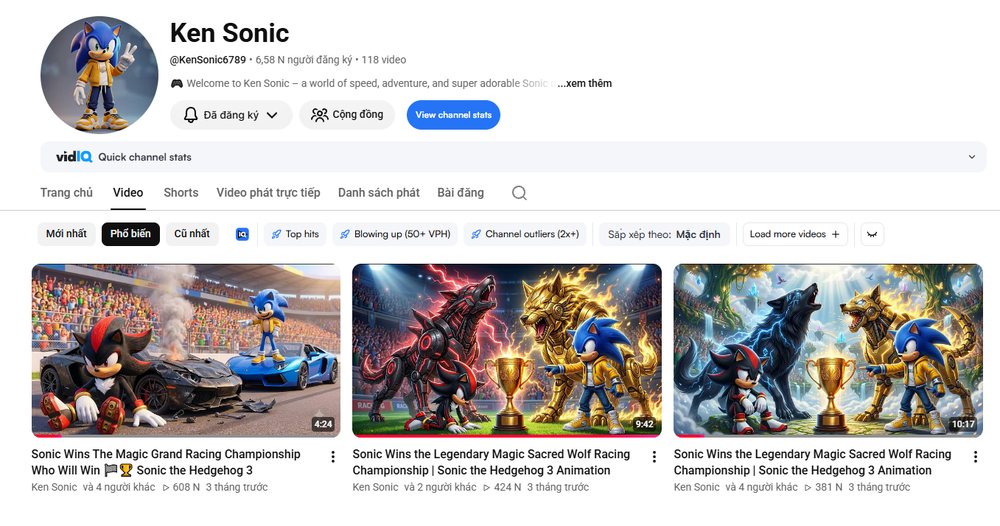 Ken Sonic
@KenSonic6789 • 6,58 N người đăng ký • 118 video
🎮 Welcome to Ken Sonic – a world of speed, adventure, and super adorable Sonic ...xem thêm
Đã đăng ký
Cộng đồng
View channel stats
vidIQ Quick channel stats
Trang chủ Video Shorts Video phát trực tiếp Danh sách phát Bài đăng
Mới nhất Phổ biến Cũ nhất IQ Top hits Blowing up (50+ VPH) Channel outliers (2x+) Sắp xếp theo: Mặc định Load more videos +
4:24
9:42
10:17
Sonic Wins The Magic Grand Racing Championship
Who Will Win 🏁🏆 Sonic the Hedgehog 3
Ken Sonic và 4 người khác ▷ 608 N 3 tháng trước
Sonic Wins the Legendary Magic Sacred Wolf Racing
Championship | Sonic the Hedgehog 3 Animation
Ken Sonic và 2 người khác ▷ 424 N 3 tháng trước
Sonic Wins the Legendary Magic Sacred Wolf Racing
Championship | Sonic the Hedgehog 3 Animation
Ken Sonic và 4 người khác ▷ 381 N 3 tháng trước